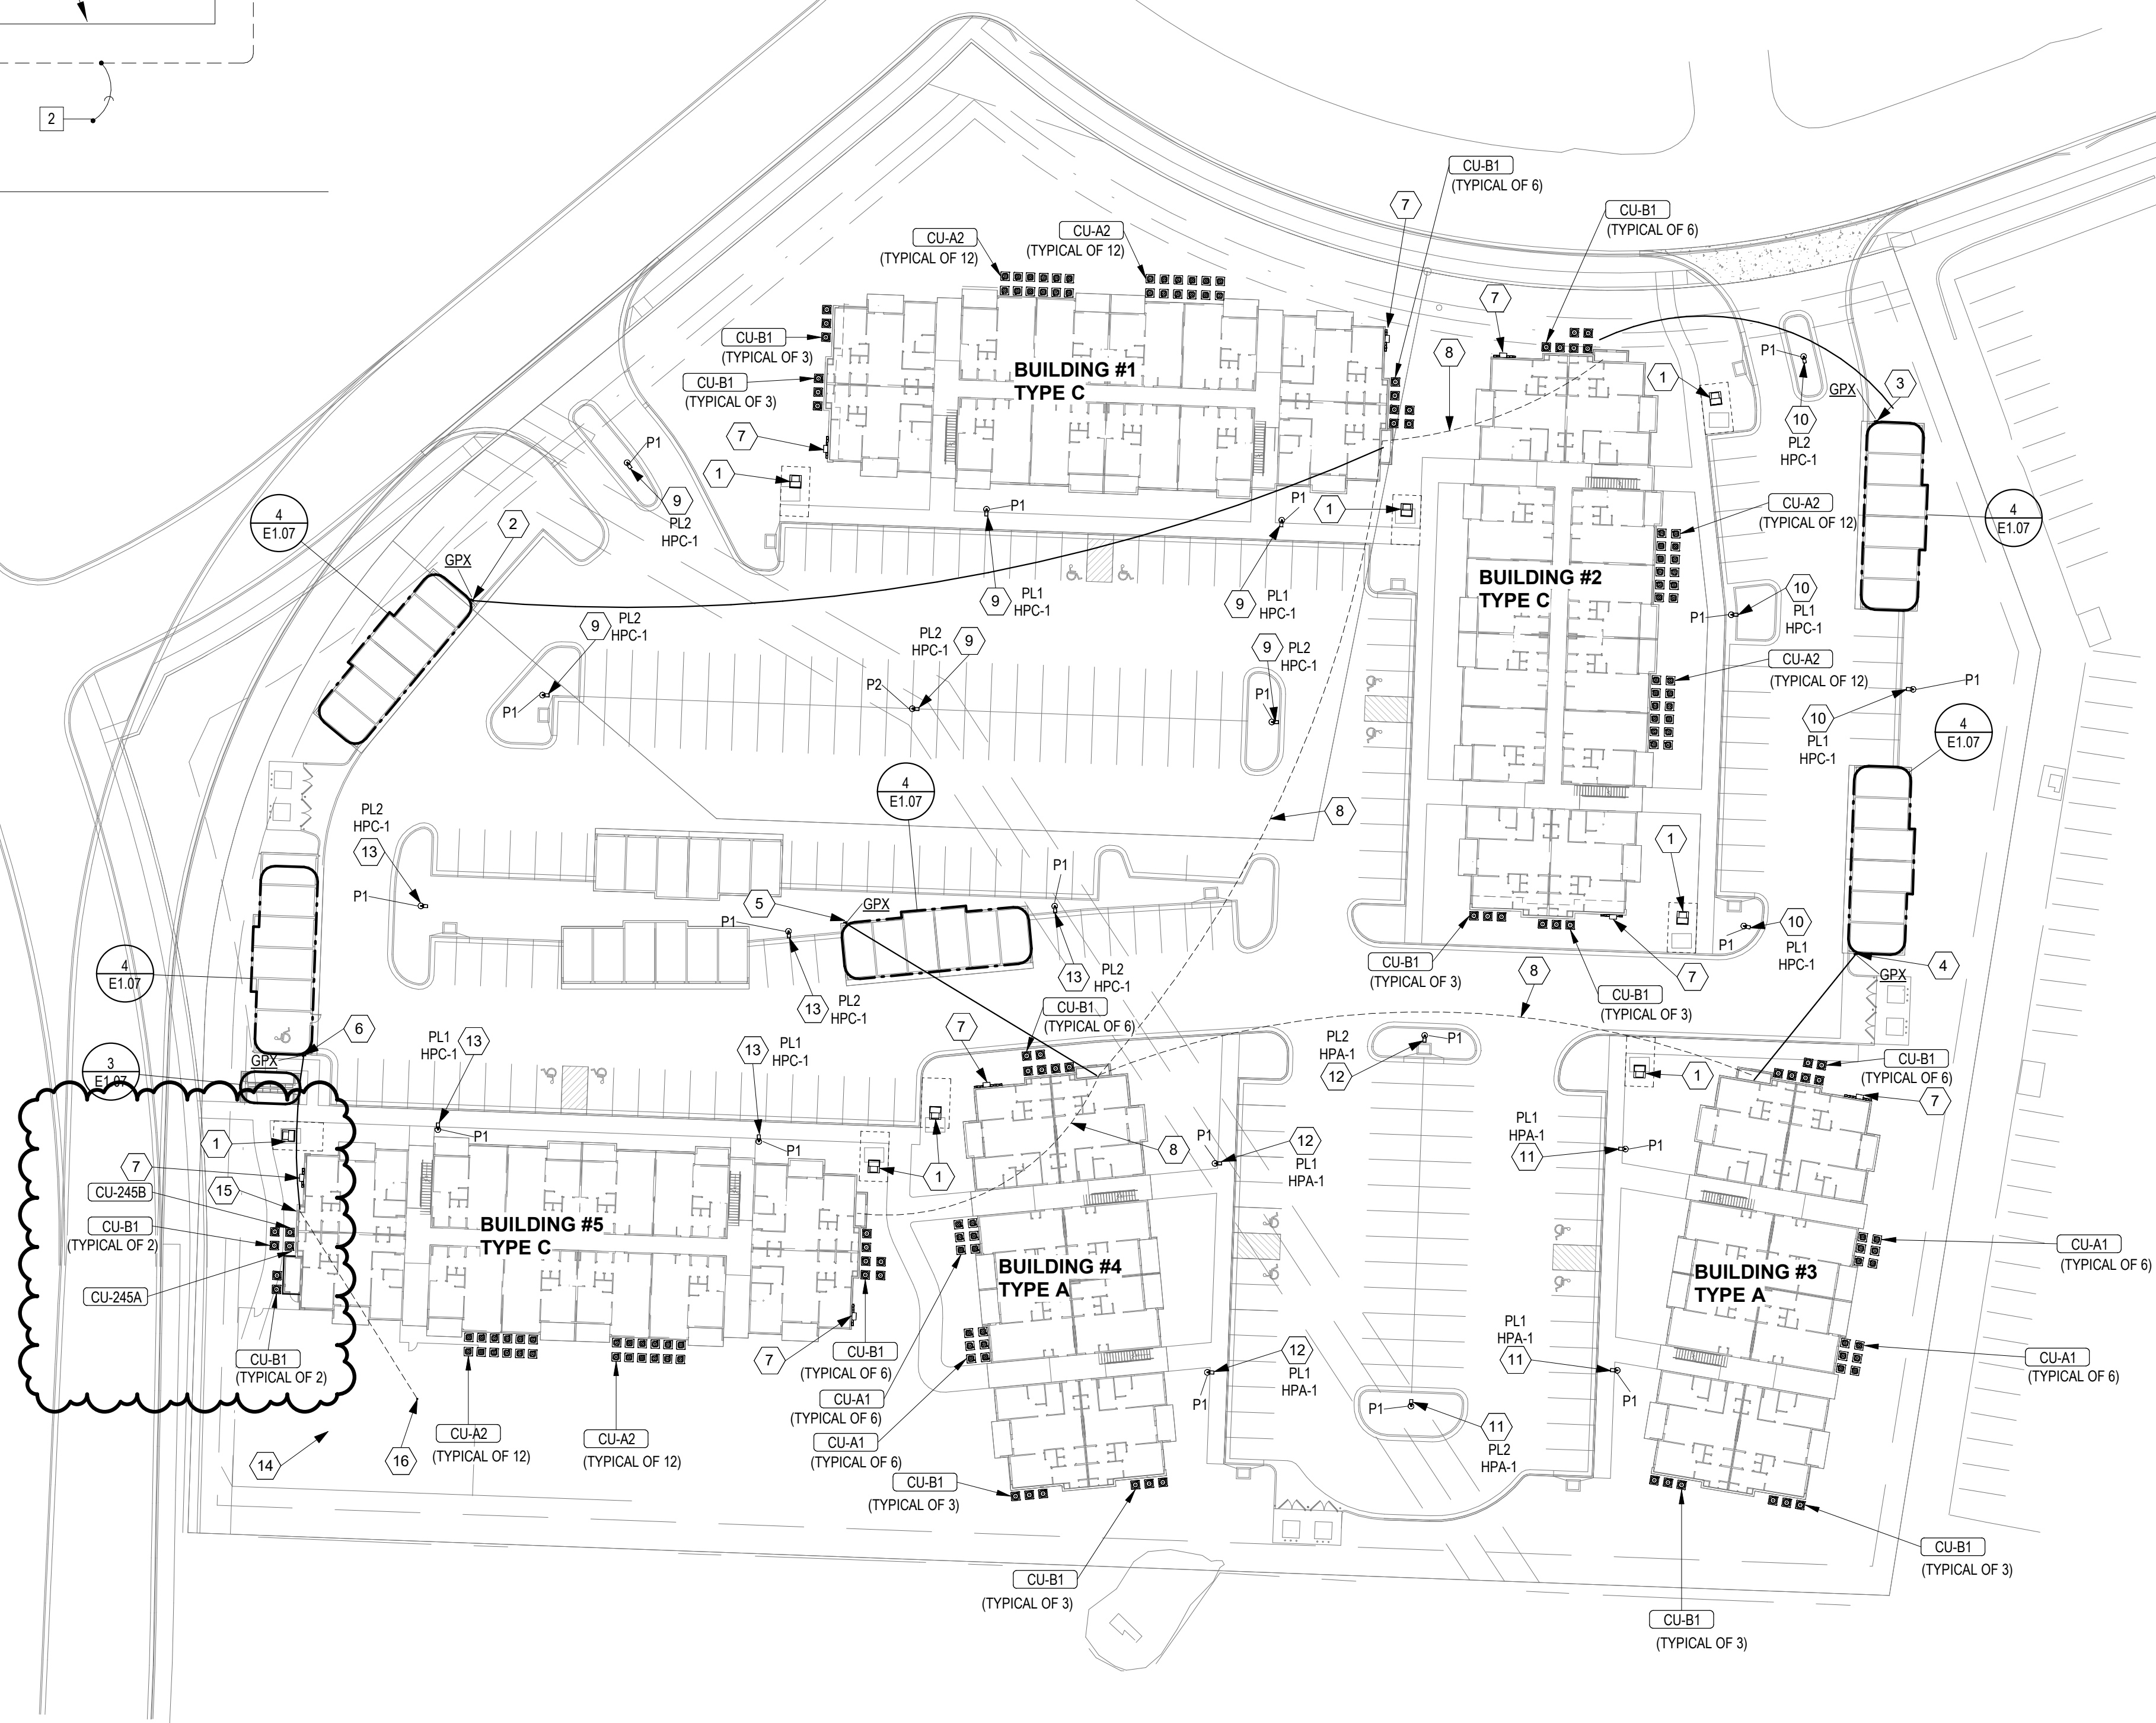 2
CU-B1
(TYPICAL OF 6)
7
CU-B1
(TYPICAL OF 6)
CU-A2
(TYPICAL OF 12)
CU-A2
(TYPICAL OF 12)
7
CU-B1
(TYPICAL OF 3)
8
P1
1
3
GPX
BUILDING #1
TYPE C
CU-B1
(TYPICAL OF 3)
10
PL2
HPC-1
7
P1
1
9
PL2
HPC-1
P1
P1
1
CU-A2
(TYPICAL OF 12)
4
E1.07
4
E1.07
2
GPX
BUILDING #2
TYPE C
9
PL1
HPC-1
9
PL1
HPC-1
10
PL1
HPC-1
P1
9
PL2
HPC-1
PL2
HPC-1
9
9
PL2
HPC-1
CU-A2
(TYPICAL OF 12)
P1
P2
P1
P1
10
PL1
HPC-1
4
E1.07
4
E1.07
PL2
HPC-1
13
8
1
P1
P1
5
GPX
P1
10
PL1
HPC-1
P1
4
E1.07
13
PL2
HPC-1
CU-B1
(TYPICAL OF 3)
7
4
GPX
13
PL2
HPC-1
8
CU-B1
(TYPICAL OF 3)
CU-B1
(TYPICAL OF 6)
7
6
GPX
PL1
HPC-1
13
13
PL1
HPC-1
PL2
HPA-1
12
P1
CU-B1
(TYPICAL OF 6)
3
E1.07
1
7
1
P1
P1
1
8
P1
12
PL1
HPA-1
PL1
HPA-1
11
P1
7
CU-245B
15
CU-B1
(TYPICAL OF 2)
BUILDING #5
TYPE C
CU-A1
(TYPICAL OF 6)
CU-245A
BUILDING #4
TYPE A
BUILDING #3
TYPE A
PL1
HPA-1
11
P1
CU-B1
(TYPICAL OF 2)
7
CU-B1
(TYPICAL OF 6)
12
PL1
HPA-1
P1
CU-A1
(TYPICAL OF 6)
CU-A1
(TYPICAL OF 6)
P1
11
PL2
HPA-1
CU-A2
(TYPICAL OF 12)
CU-A2
(TYPICAL OF 12)
CU-A1
(TYPICAL OF 6)
14
16
CU-B1
(TYPICAL OF 3)
CU-B1
(TYPICAL OF 3)
CU-B1
(TYPICAL OF 3)
CU-B1
(TYPICAL OF 3)